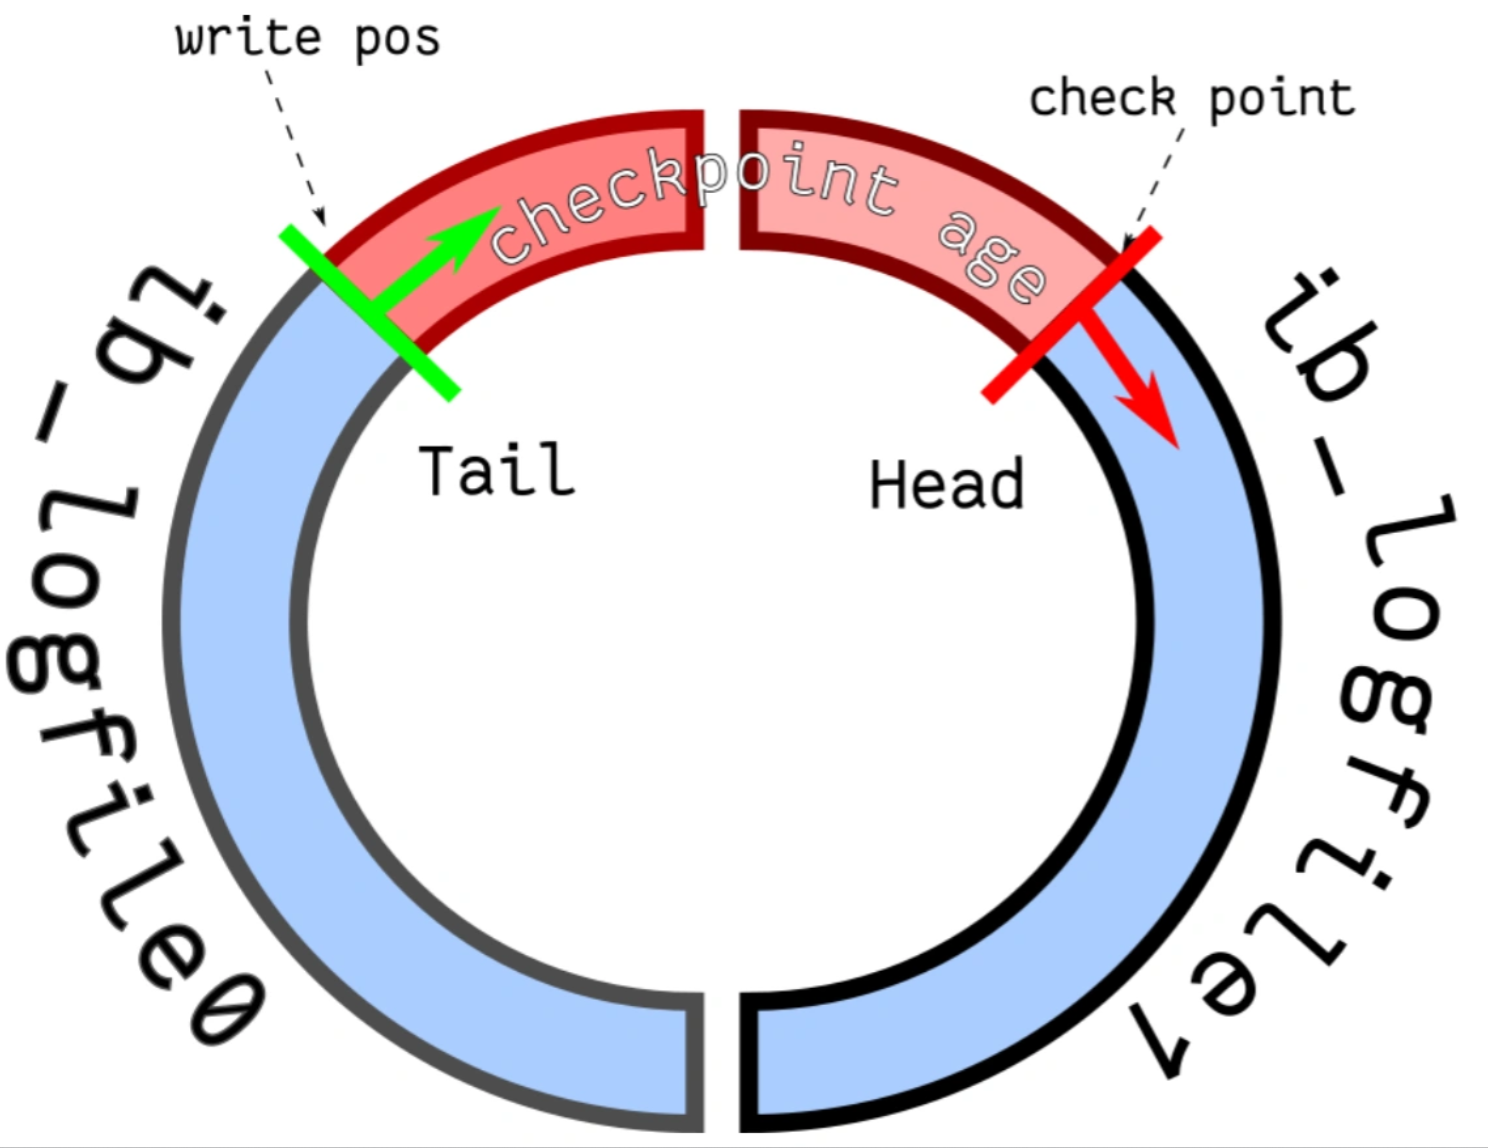 write pos
check point
checkpoint age
ib_logfile0
ib_logfile1
Tail
Head